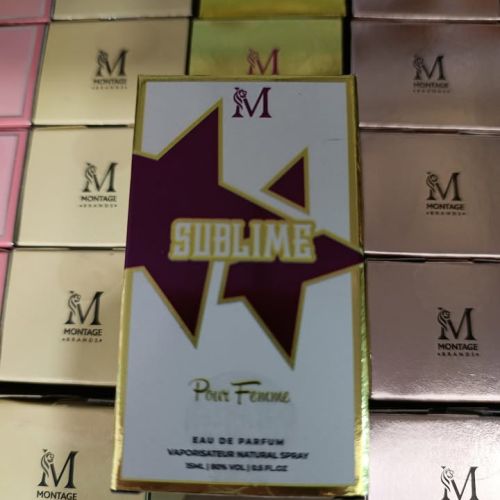 M
MONTAGE
BRANDS
M
M
MONTAGE
BRANDS
M
MONTAGE
BRANDS
M
MONTAGE
BRANDS
M
MONTAGE
BRANDS
M
MONTAGE
BRANDS
M
MONTAGE
M
M
SUBLIME
Pour Femme
EAU DE PARFUM
VAPORISATEUR NATURAL SPRAY
15ML | 80% VOL | 0.5 FL.OZ